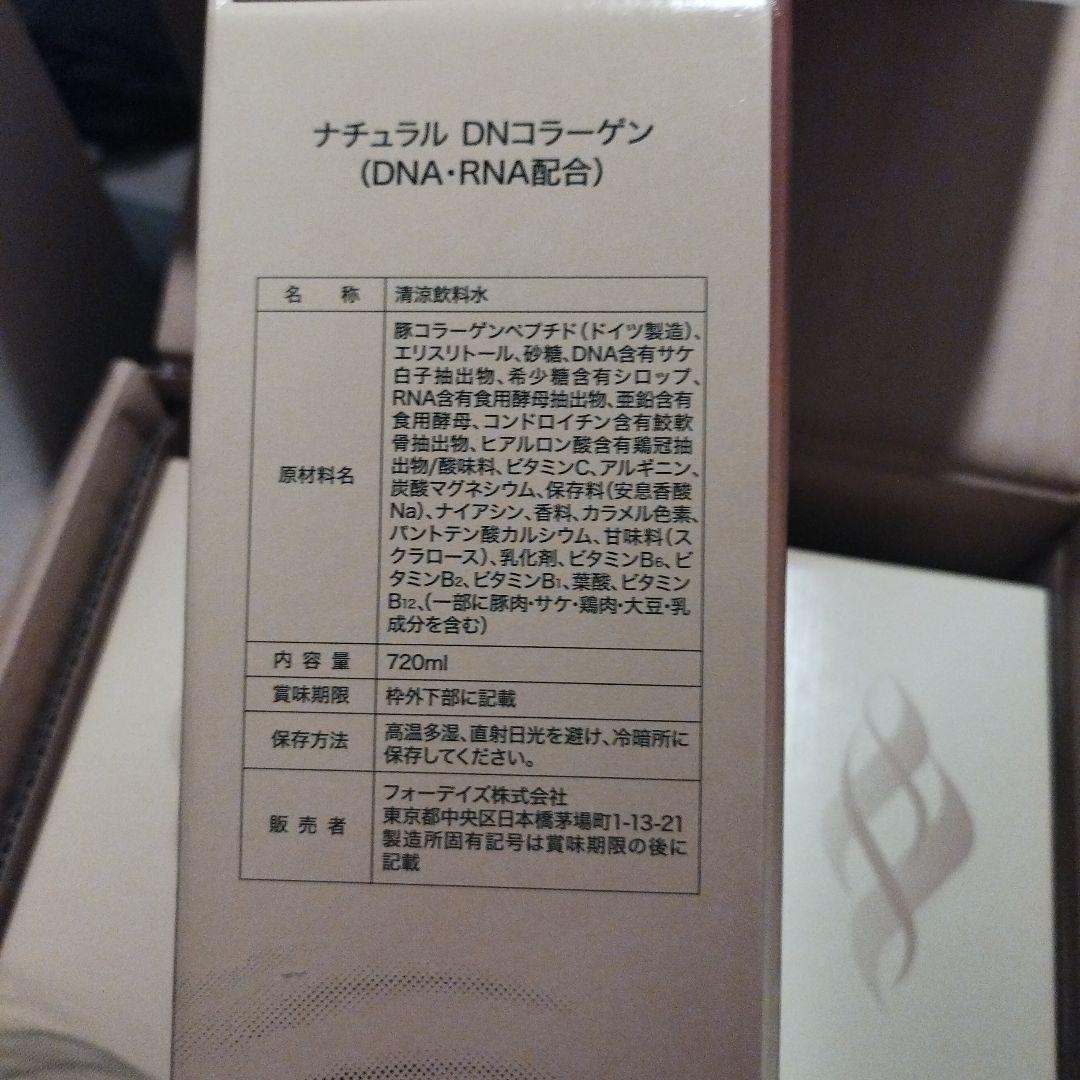 ナチュラル DNコラーゲン
(DNA・RNA配合)
名 称 清涼飲料水
原材料名
豚コラーゲンペプチド(ドイツ製造)、
エリスリトール、砂糖、DNA含有サケ
白子抽出物、希少糖含有シロップ、
RNA含有食用酵母抽出物、亜鉛含有
食用酵母、コンドロイチン含有鮫軟
骨抽出物、ヒアルロン酸含有鶏冠抽
出物/酸味料、ビタミンC、アルギニン、
炭酸マグネシウム、保存料(安息香酸
Na)、ナイアシン、香料、カラメル色素、
パントテン酸カルシウム、甘味料(ス
クラロース)、乳化剤、ビタミンB6、ビ
タミンB2、ビタミンB1、葉酸、ビタミン
B12、(一部に豚肉・サケ・鶏肉・大豆・乳
成分を含む)
内容量 720ml
賞味期限 枠外下部に記載
保存方法
高温多湿、直射日光を避け、冷暗所に
保存してください。
販売者
フォーデイズ株式会社
東京都中央区日本橋茅場町1-13-21
製造所固有記号は賞味期限の後に
記載